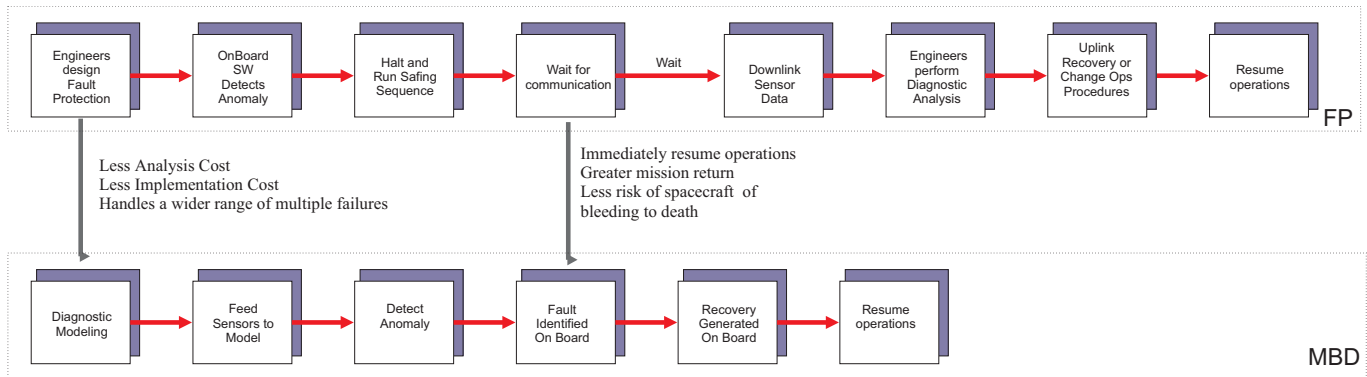 Engineers
design
Fault
Protection
OnBoard
SW
Detects
Anomaly
Halt and
Run Safing
Sequence
Wait for
communication
Wait
Downlink
Sensor
Data
Engineers
perform
Diagnostic
Analysis
Uplink
Recovery or
Change Ops
Procedures
Resume
operations
FP
Less Analysis Cost
Less Implementation Cost
Handles a wider range of multiple failures
Immediately resume operations
Greater mission return
Less risk of spacecraft of
bleeding to death
Diagnostic
Modeling
Feed
Sensors to
Model
Detect
Anomaly
Fault
Identified
On Board
Recovery
Generated
On Board
Resume
operations
MBD